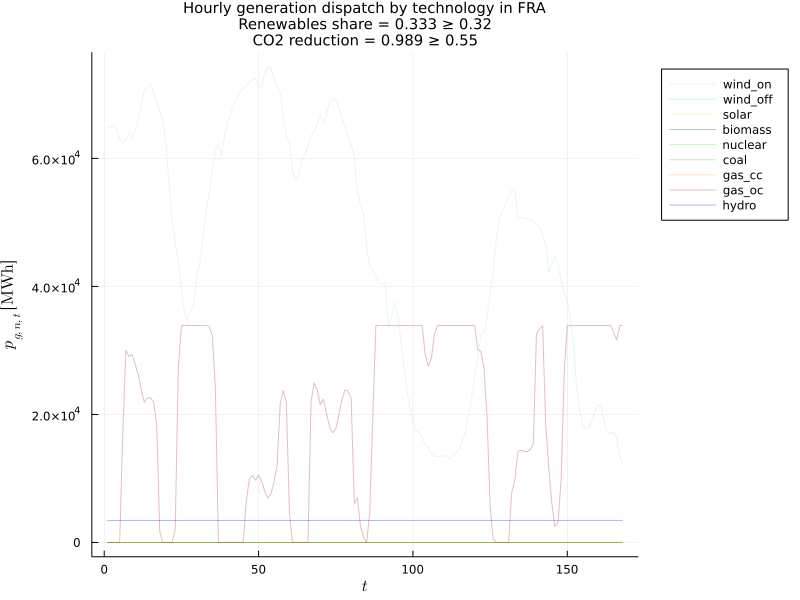 Hourly generation dispatch by technology in FRA
Renewables share = 0.333 ≥ 0.32
CO2 reduction = 0.989 ≥ 0.55
wind_on
wind_off
solar
biomass
nuclear
coal
gas_cc
gas_oc
hydro
p_{g,n,t} [MWh]
6.0×10⁴
4.0×10⁴
2.0×10⁴
0
0
50
100
150
t